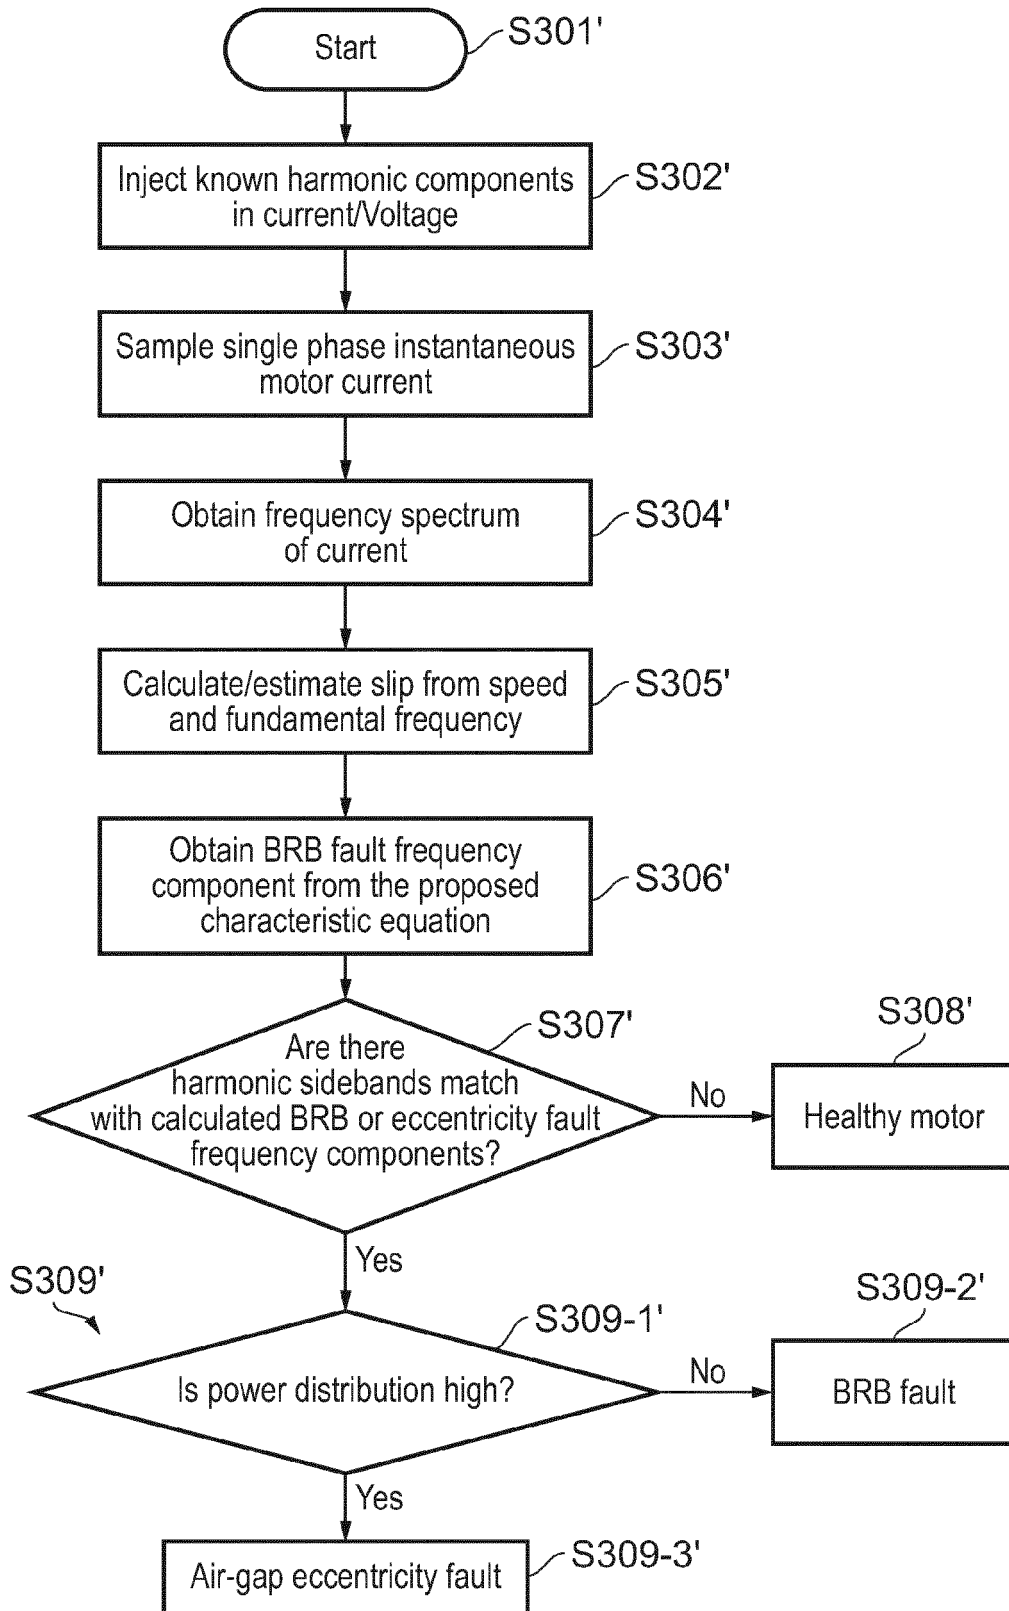 Start
S301'
Inject known harmonic components
in current/Voltage
S302'
Sample single phase instantaneous
motor current
S303'
Obtain frequency spectrum
of current
S304'
Calculate/estimate slip from speed
and fundamental frequency
S305'
Obtain BRB fault frequency
component from the proposed
characteristic equation
S306'
Are there
harmonic sidebands match
with calculated BRB or eccentricity fault
frequency components?
S307'
No
S308'
Healthy motor
Yes
S309'
S309-1'
Is power distribution high?
No
S309-2'
BRB fault
Yes
Air-gap eccentricity fault
S309-3'